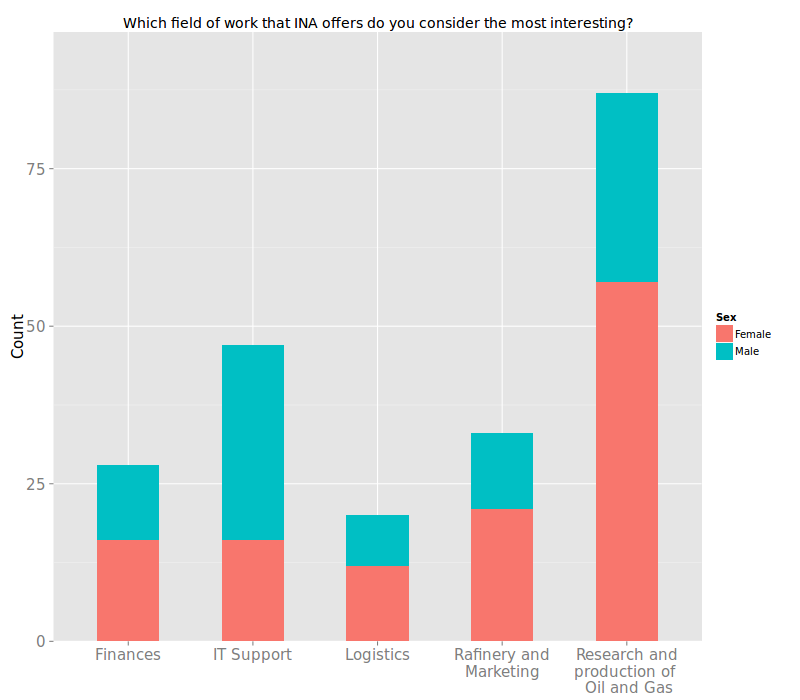 Which field of work that INA offers do you consider the most interesting?
Count
75
50
25
0
Finances
IT Support
Logistics
Rafinery and
Marketing
Research and
production of
Oil and Gas
Sex
Female
Male